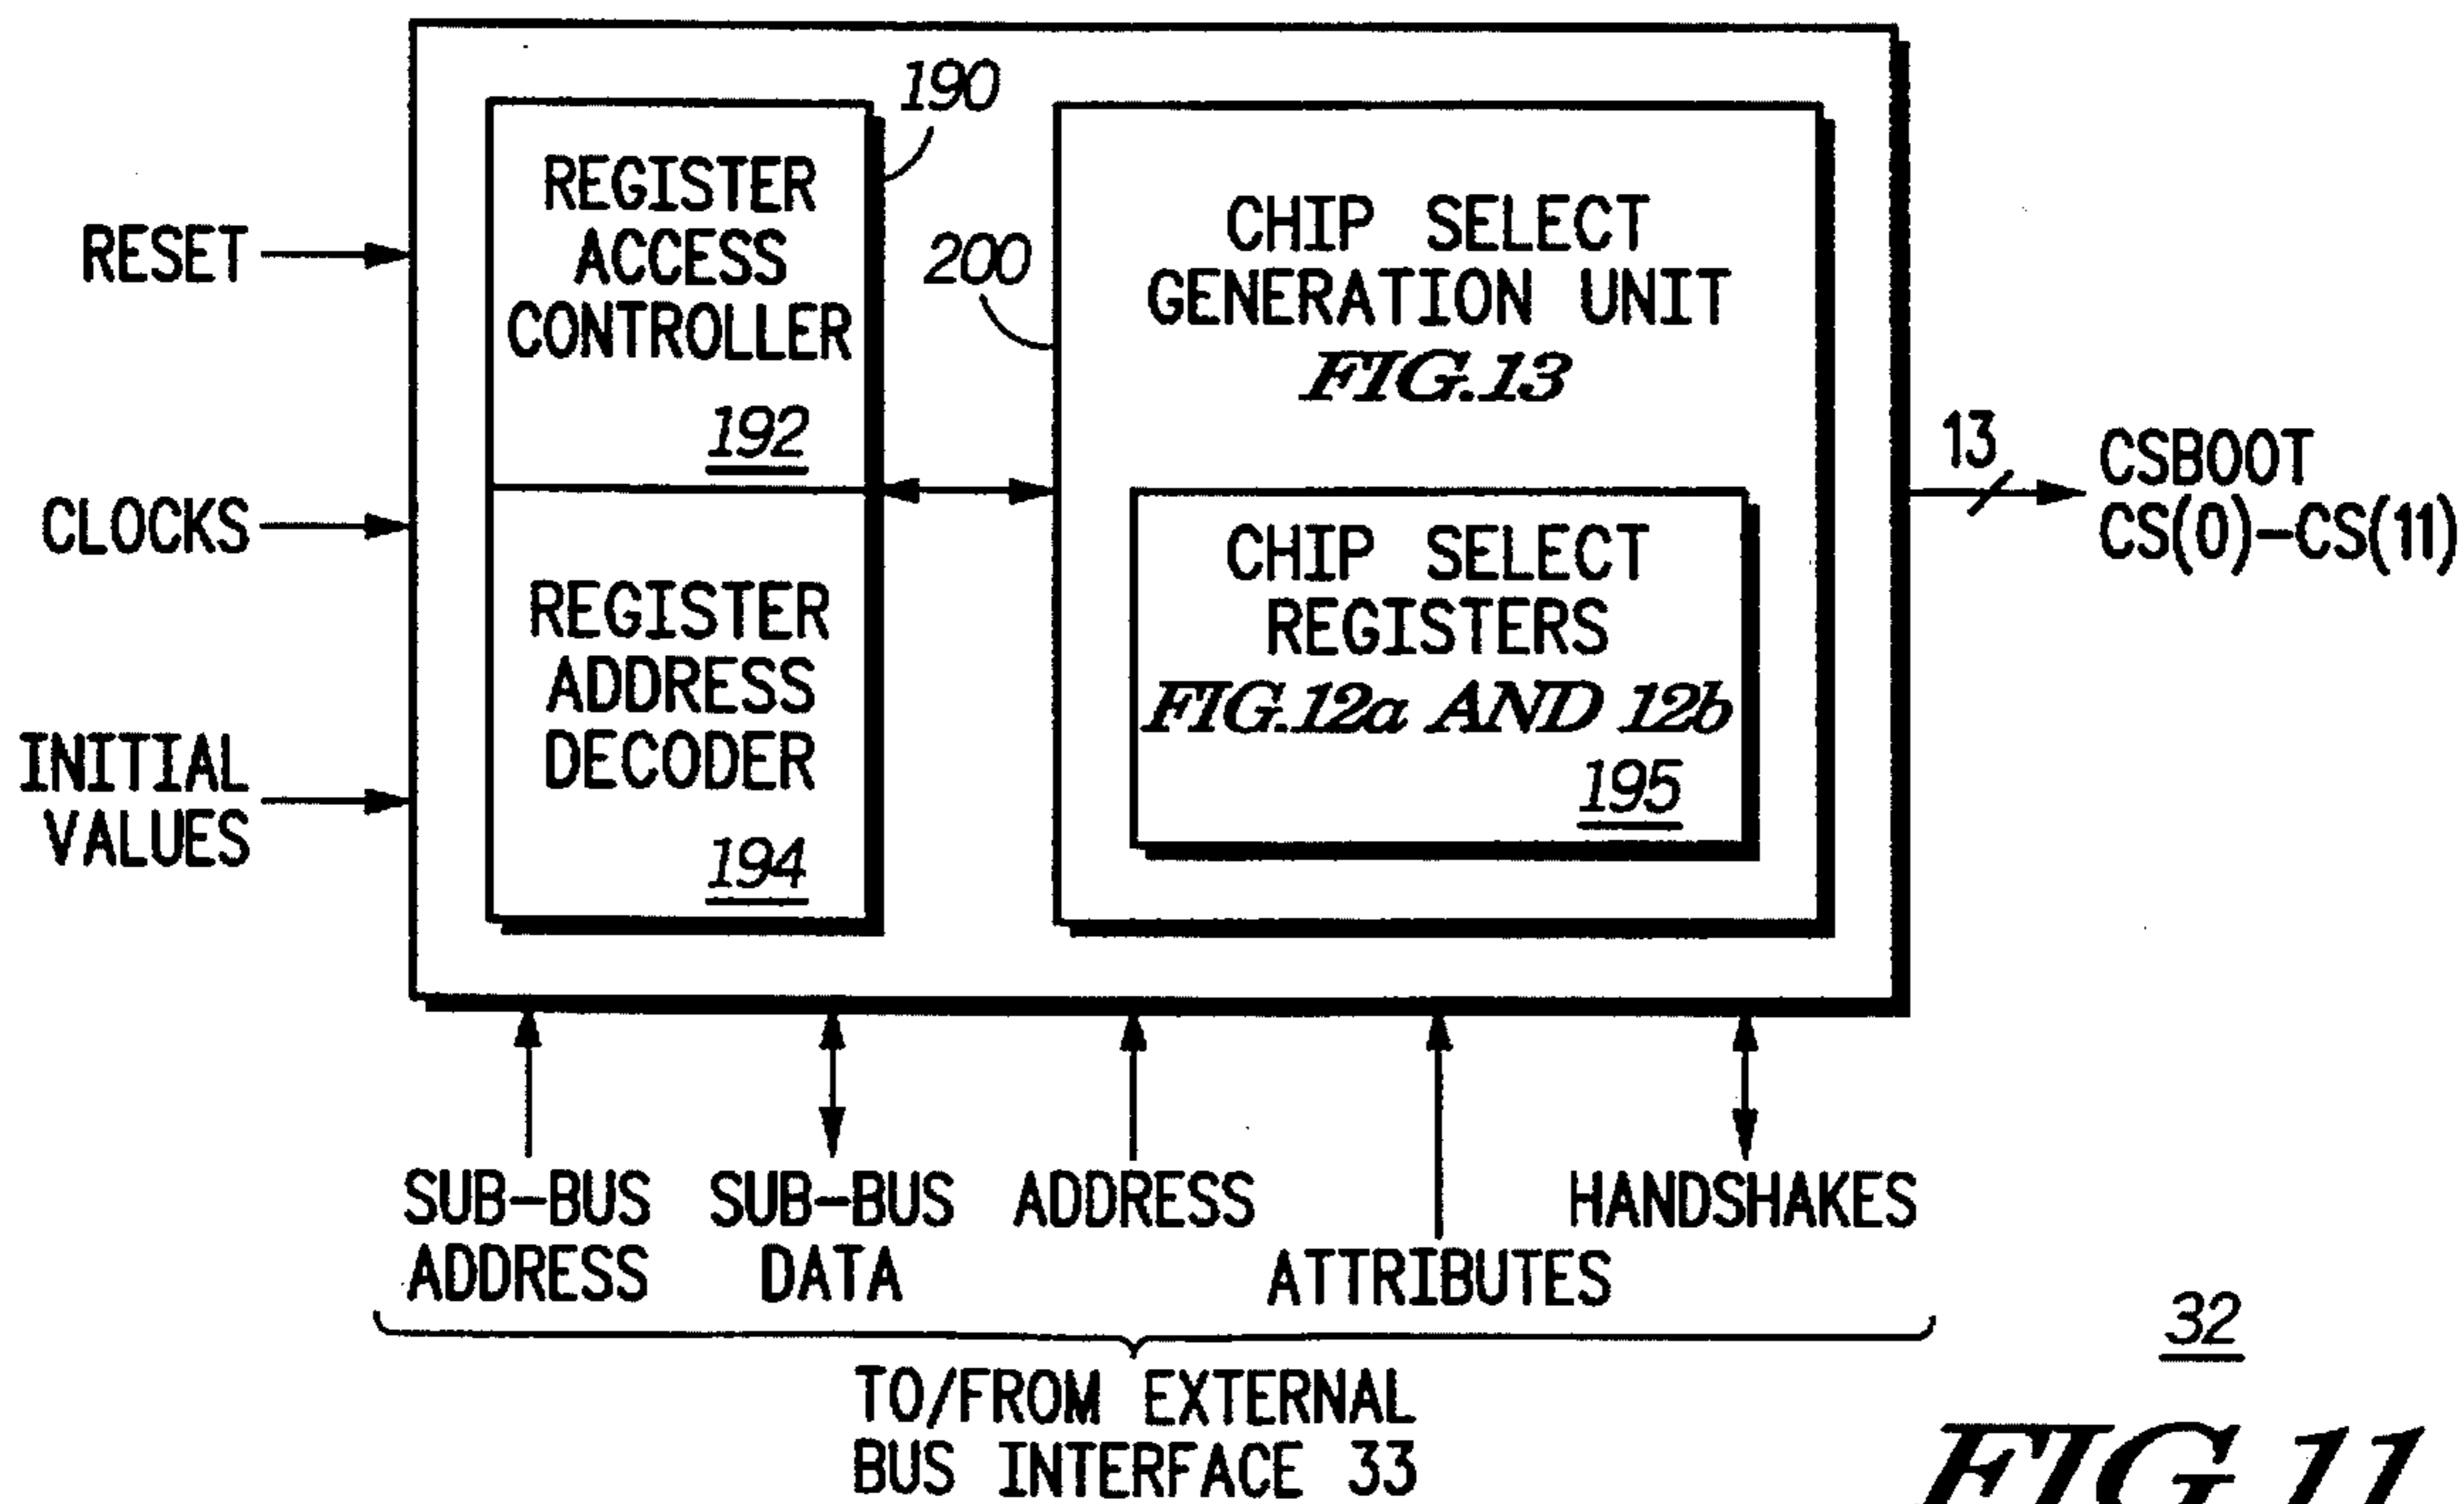 190
REGISTER
ACCESS
CONTROLLER
192
REGISTER
ADDRESS
DECODER
194
200
CHIP SELECT
GENERATION UNIT
FIG.13
CHIP SELECT
REGISTERS
FIG.12a AND 12b
195
RESET
CLOCKS
INITIAL
VALUES
13
CSBOOT
CS(0)-CS(11)
SUB-BUS
ADDRESS
SUB-BUS
DATA
ADDRESS
ATTRIBUTES
HANDSHAKES
TO/FROM EXTERNAL
BUS INTERFACE 33
32
FIG.11